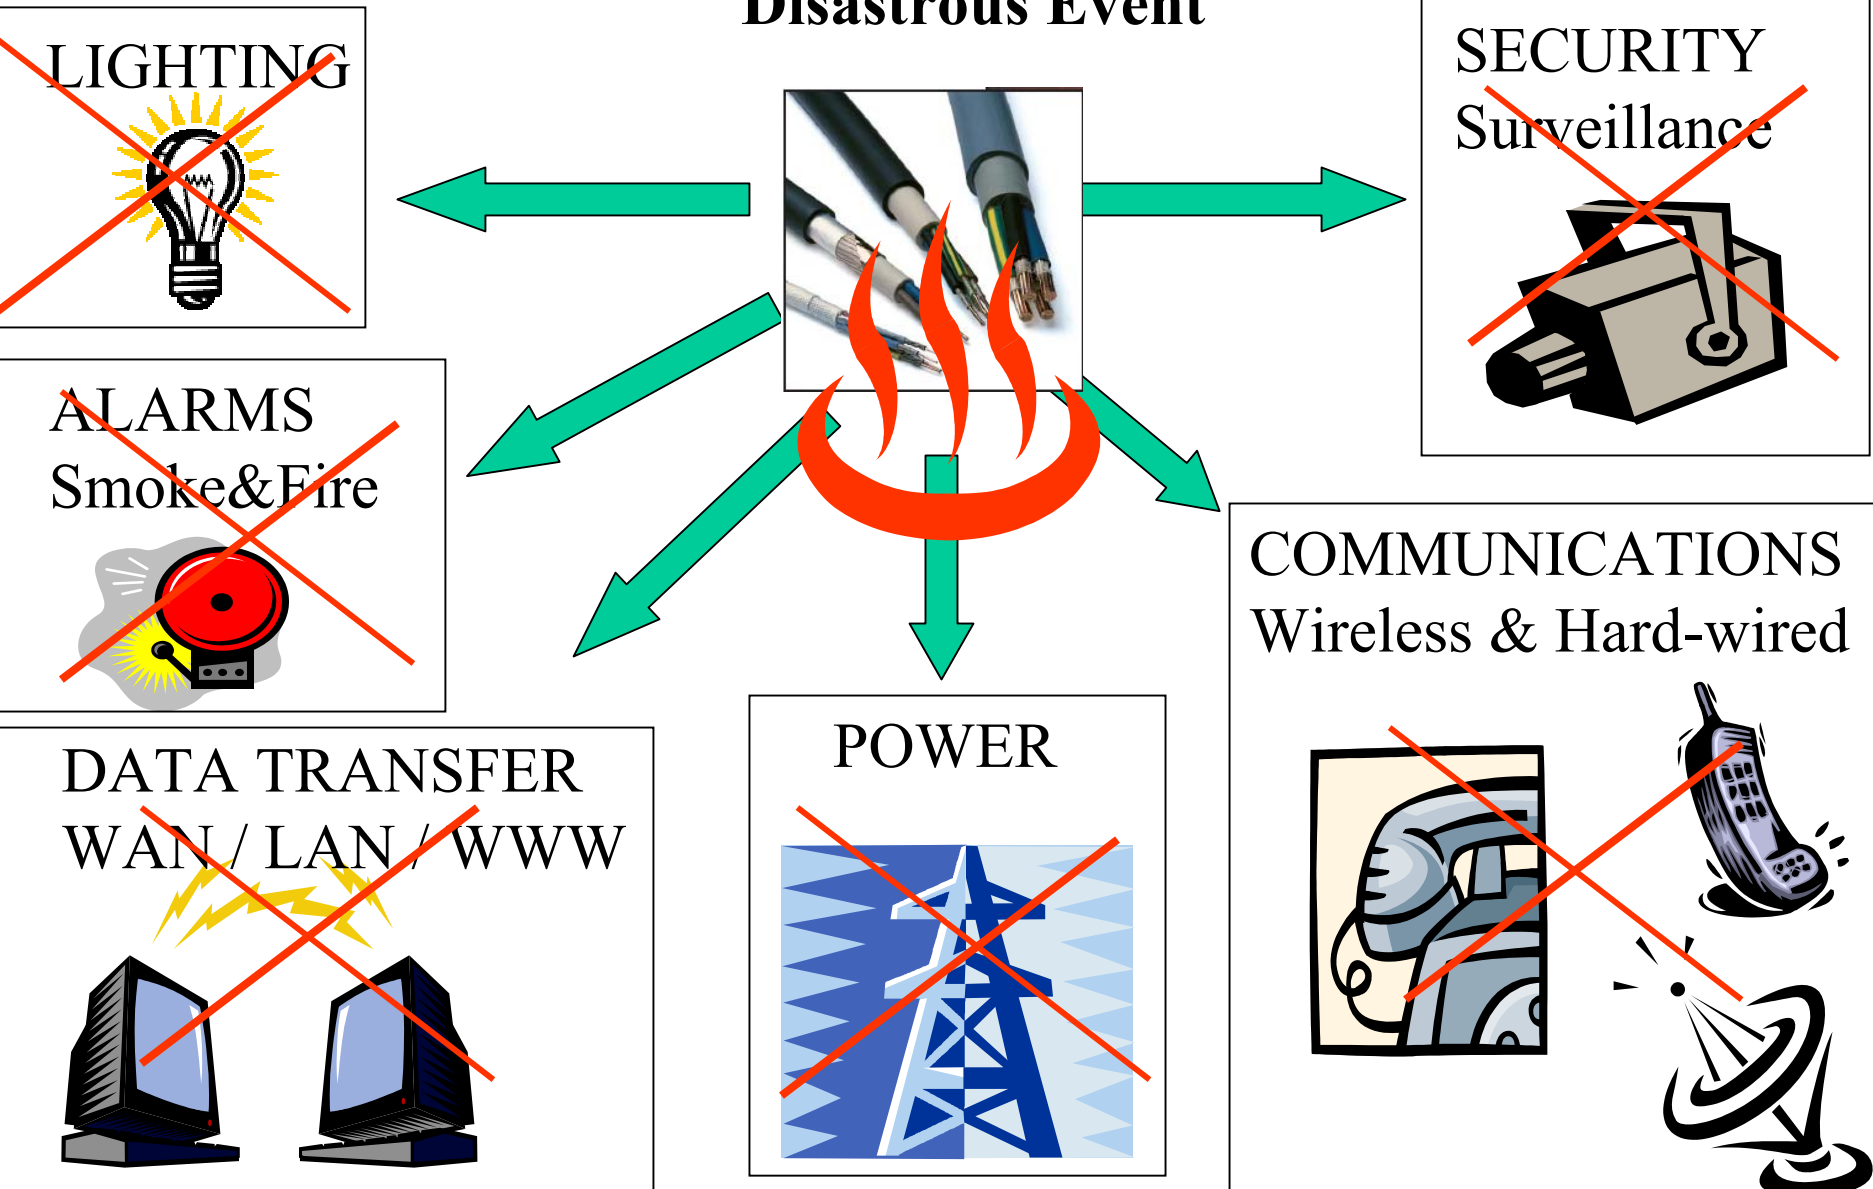 Disastrous Event
LIGHTING
SECURITY
Surveillance
ALARMS
Smoke&Fire
COMMUNICATIONS
Wireless & Hard-wired
DATA TRANSFER
WAN / LAN / WWW
POWER